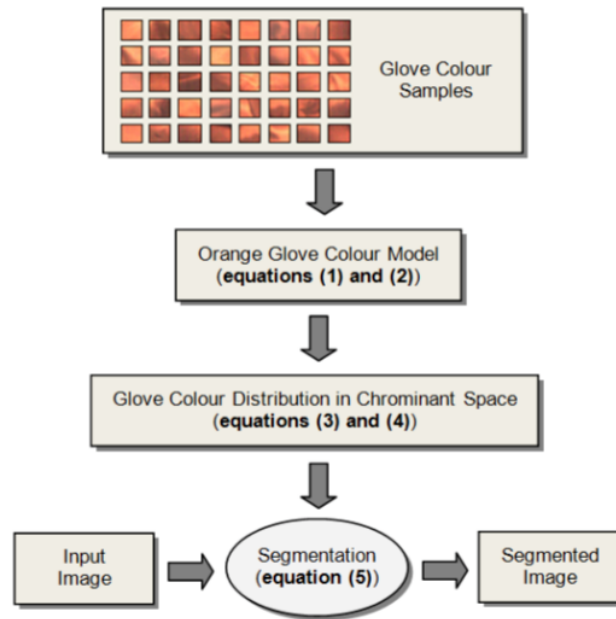 Glove Colour
Samples
Orange Glove Colour Model
(equations (1) and (2))
Glove Colour Distribution in Chrominant Space
(equations (3) and (4))
Input
Image
Segmentation
(equation (5))
Segmented
Image